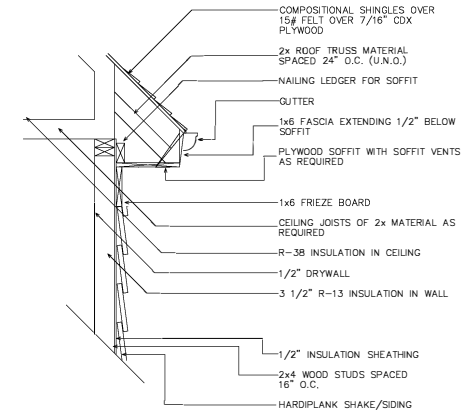 COMPOSITIONAL SHINGLES OVER
15# FELT OVER 7/16" CDX
PLYWOOD
2x ROOF TRUSS MATERIAL
SPACED 24" O.C. (U.N.O.)
NAILING LEDGER FOR SOFFIT
GUTTER
1x6 FASCIA EXTENDING 1/2" BELOW
SOFFIT
PLYWOOD SOFFIT WITH SOFFIT VENTS
AS REQUIRED
1x6 FRIEZE BOARD
CEILING JOISTS OF 2x MATERIAL AS
REQUIRED
R-38 INSULATION IN CEILING
1/2" DRYWALL
3 1/2" R-13 INSULATION IN WALL
1/2" INSULATION SHEATHING
2x4 WOOD STUDS SPACED
16" O.C.
HARDIPLANK SHAKE/SIDING